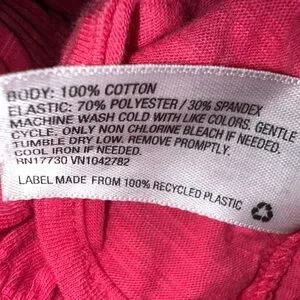 BODY: 100% COTTON
ELASTIC: 70% POLYESTER / 30% SPANDEX
MACHINE WASH COLD WITH LIKE COLORS. GENTLE
CYCLE. ONLY NON CHLORINE BLEACH IF NEEDED.
TUMBLE DRY LOW. REMOVE PROMPTLY.
COOL IRON IF NEEDED
RN17730 VN1042782
LABEL MADE FROM 100% RECYCLED PLASTIC